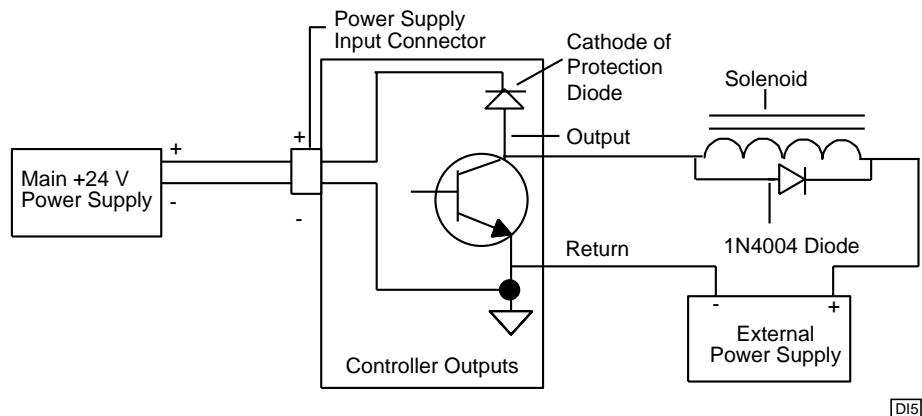 Power Supply
Input Connector
Cathode of
Protection
Diode
Solenoid
+
+
Output
Main +24 V
Power Supply
-
-
Return
1N4004 Diode
-
+
External
Power Supply
Controller Outputs
DI5